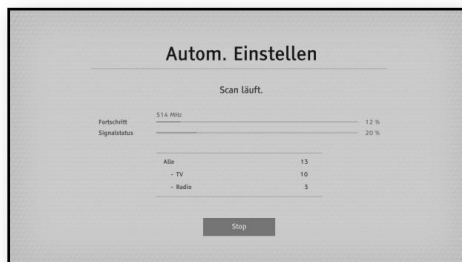 Autom. Einstellen
Scan läuft.
514 MHz
Fortschritt 12 %
Signalstatus 20 %
Alle 13
- TV 10
- Radio 3
Stop